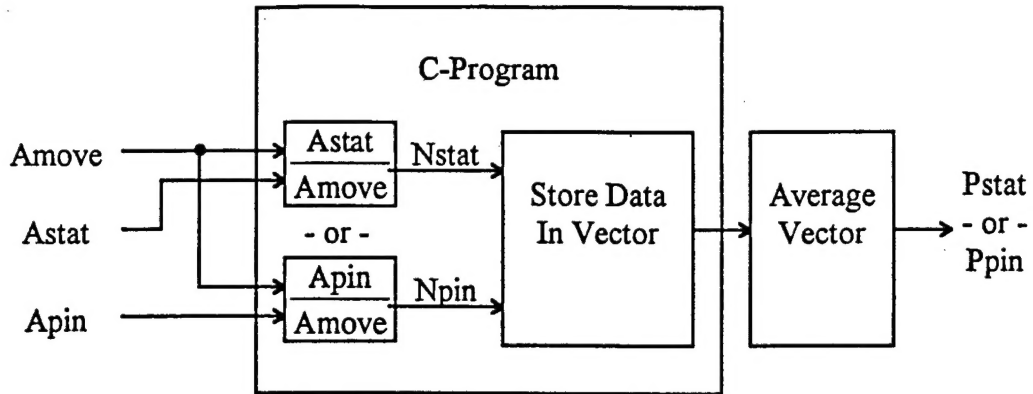 C-Program
Amove
Astat
Apin
Astat
Amove
- or -
Apin
Amove
Nstat
Npin
Store Data
In Vector
Average
Vector
Pstat
- or -
Ppin